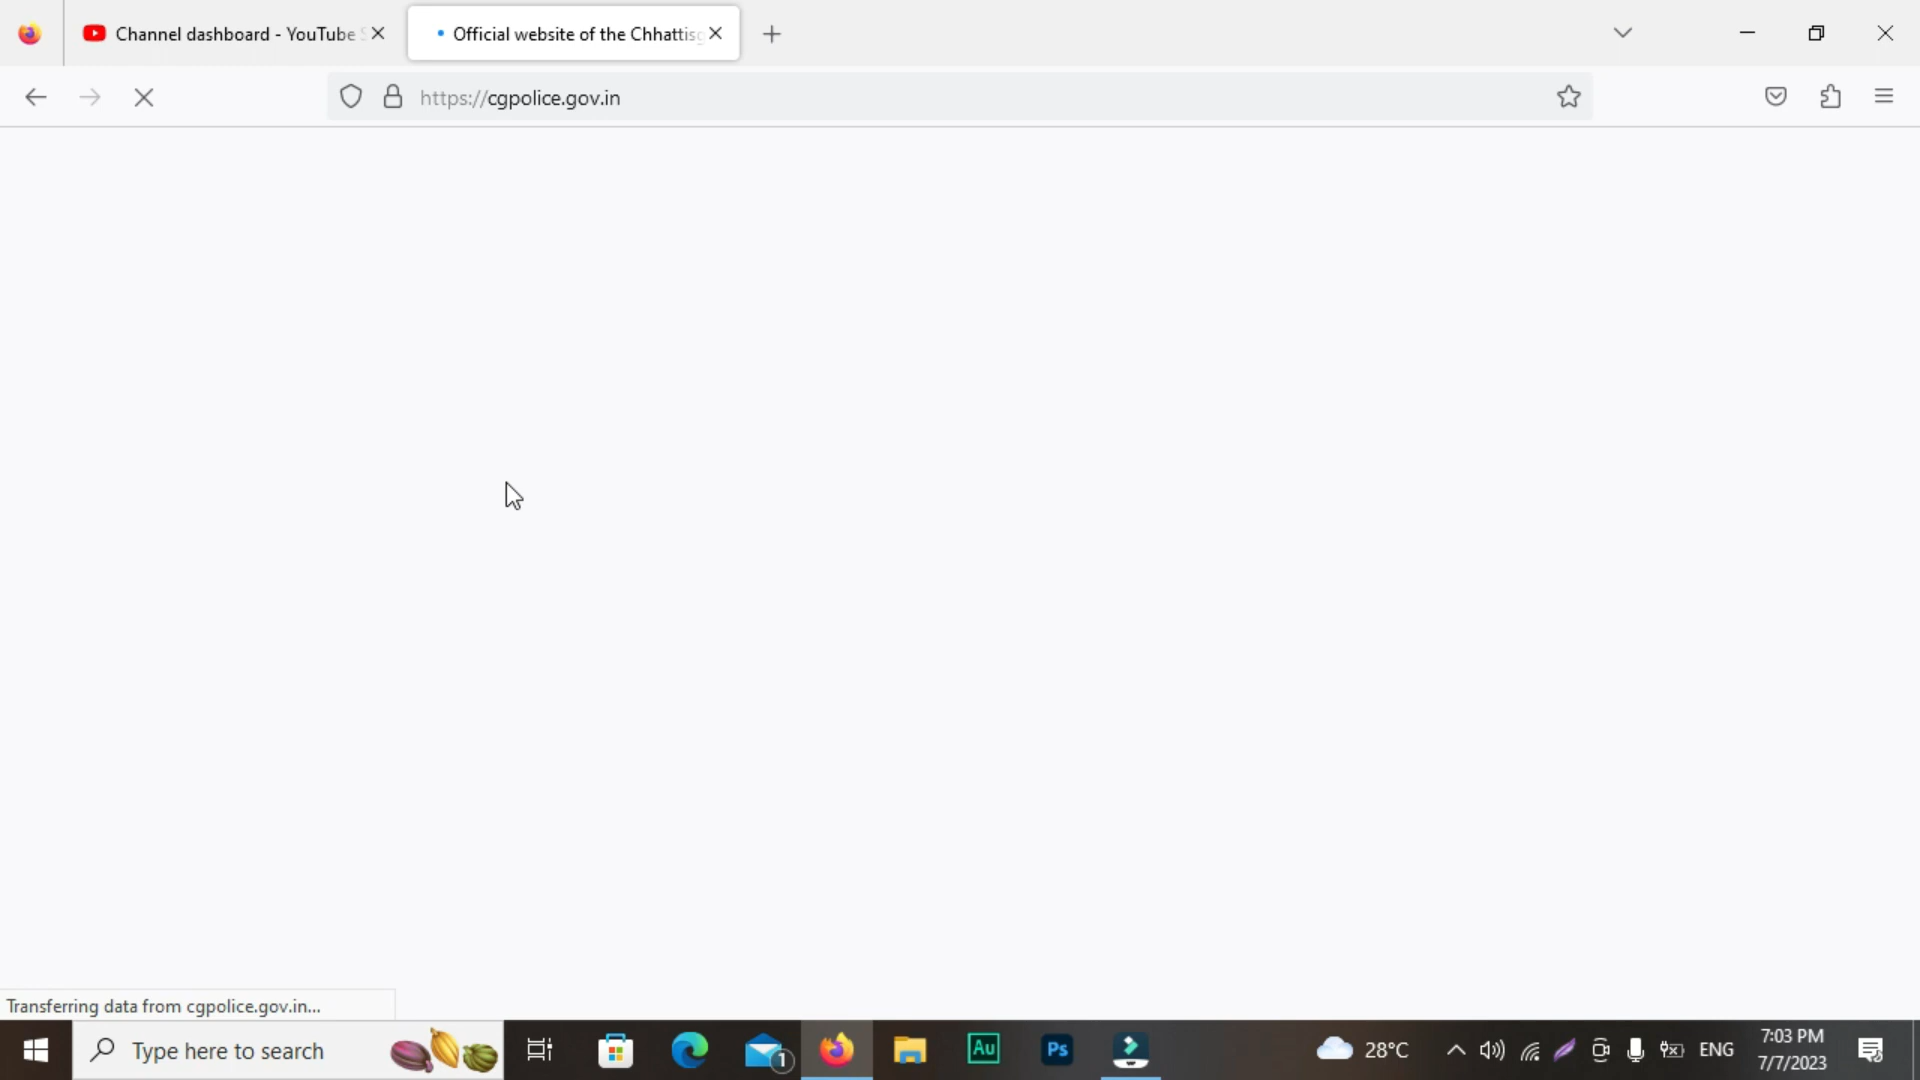 Channel dashboard - YouTube
Official website of the Chhattis
https://cgpolice.gov.in
Transferring data from cgpolice.gov.in...
Type here to search
1
Au
Ps
28°C
ENG
7:03 PM
7/7/2023